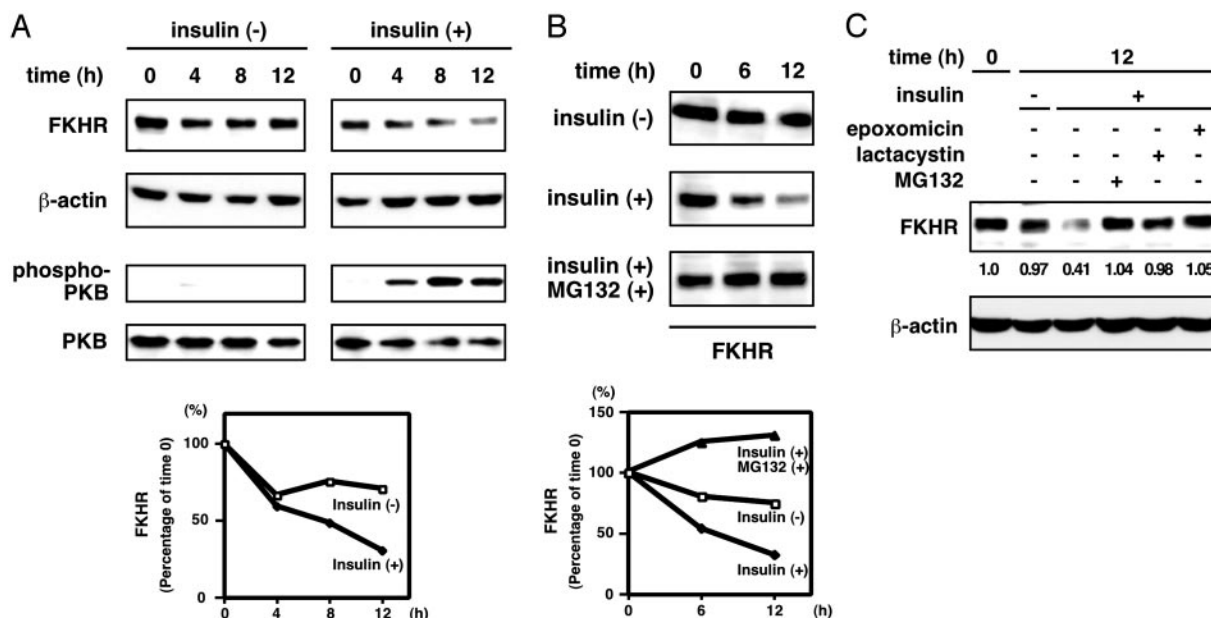 A
insulin (-) insulin (+)
time (h) 0 4 8 12 0 4 8 12
FKHR
β-actin
phospho-
PKB
PKB
(%)
100
50
0
FKHR
(Percentage of time 0)
Insulin (-)
Insulin (+)
0 4 8 12 (h)
B
time (h) 0 6 12
insulin (-)
insulin (+)
insulin (+)
MG132 (+)
FKHR
(%)
150
100
50
0
FKHR
(Percentage of time 0)
Insulin (+)
MG132 (+)
Insulin (-)
Insulin (+)
0 6 12 (h)
C
time (h) 0 12
insulin - +
epoxomicin - - - - +
lactacystin - - - + -
MG132 - - + - -
FKHR
1.0 0.97 0.41 1.04 0.98 1.05
β-actin